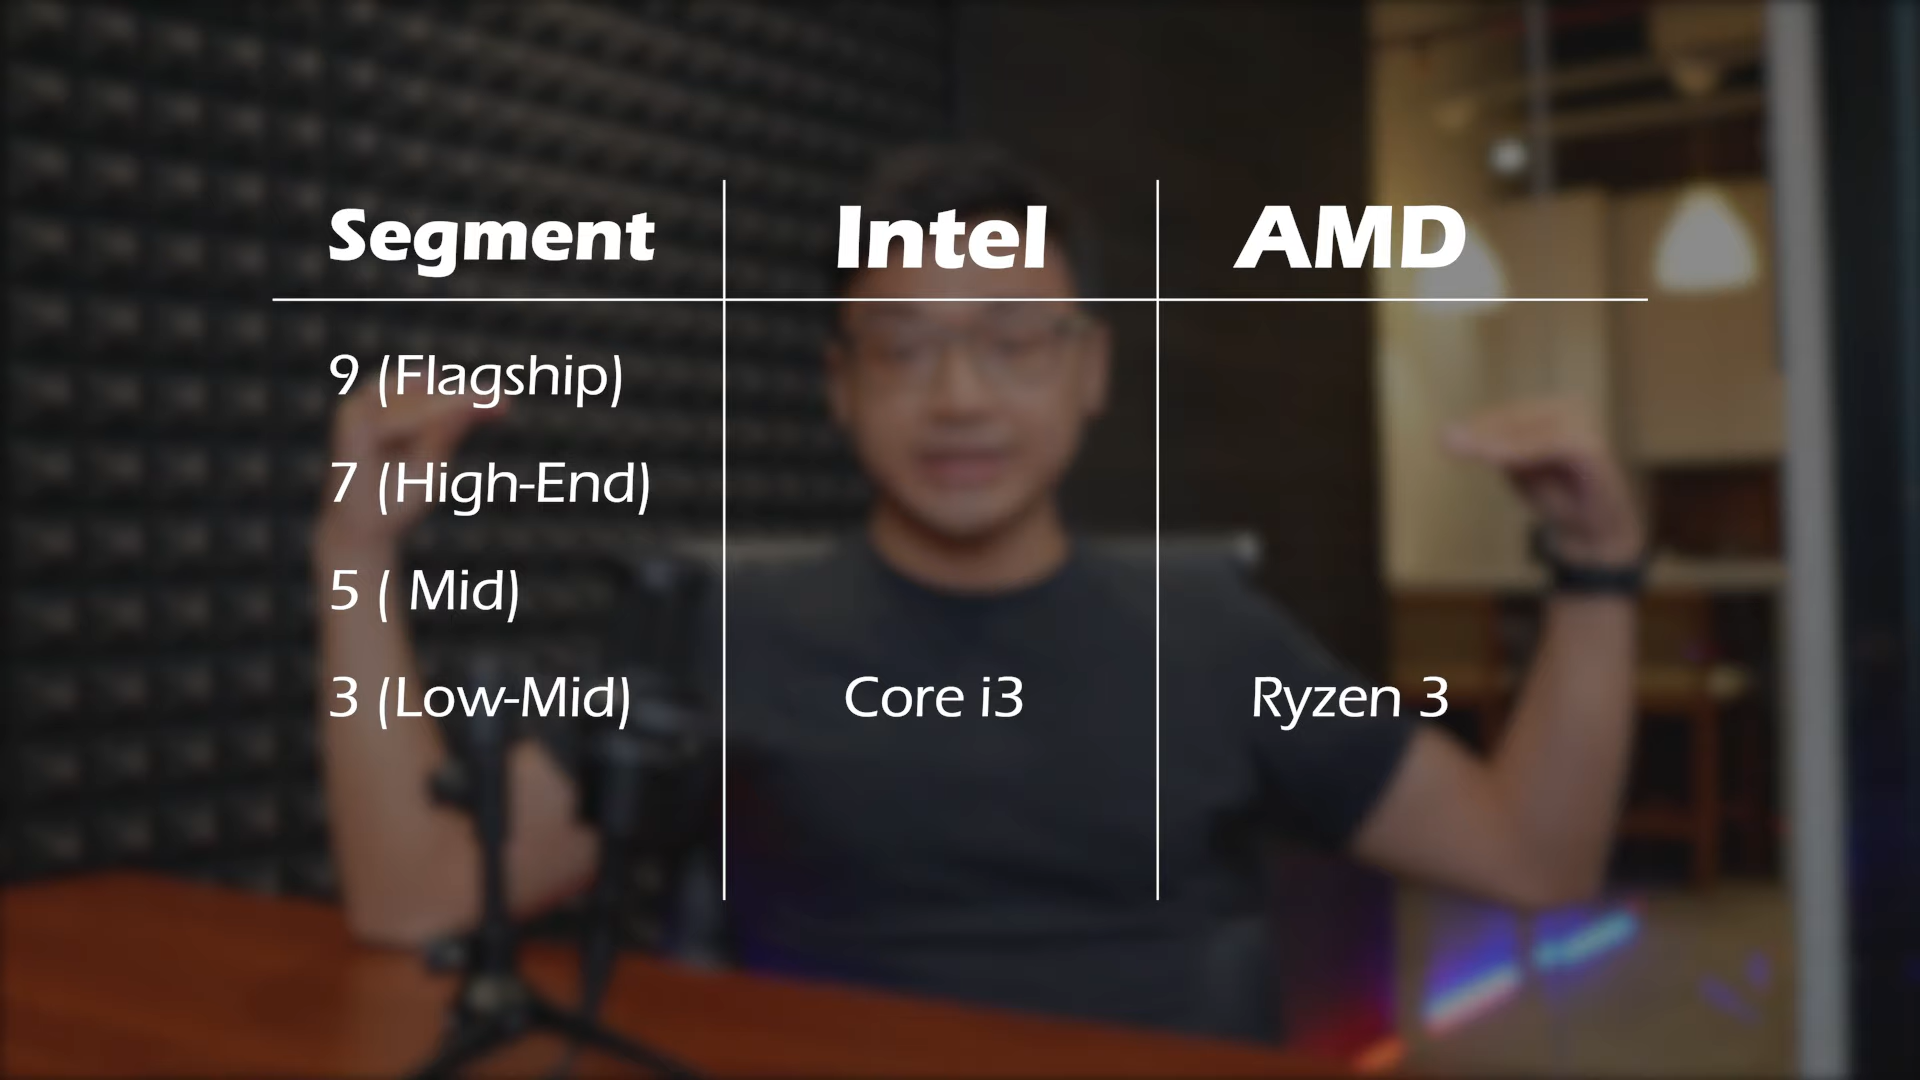 Segment Intel AMD
9 (Flagship)
7 (High-End)
5 ( Mid)
3 (Low-Mid) Core i3 Ryzen 3